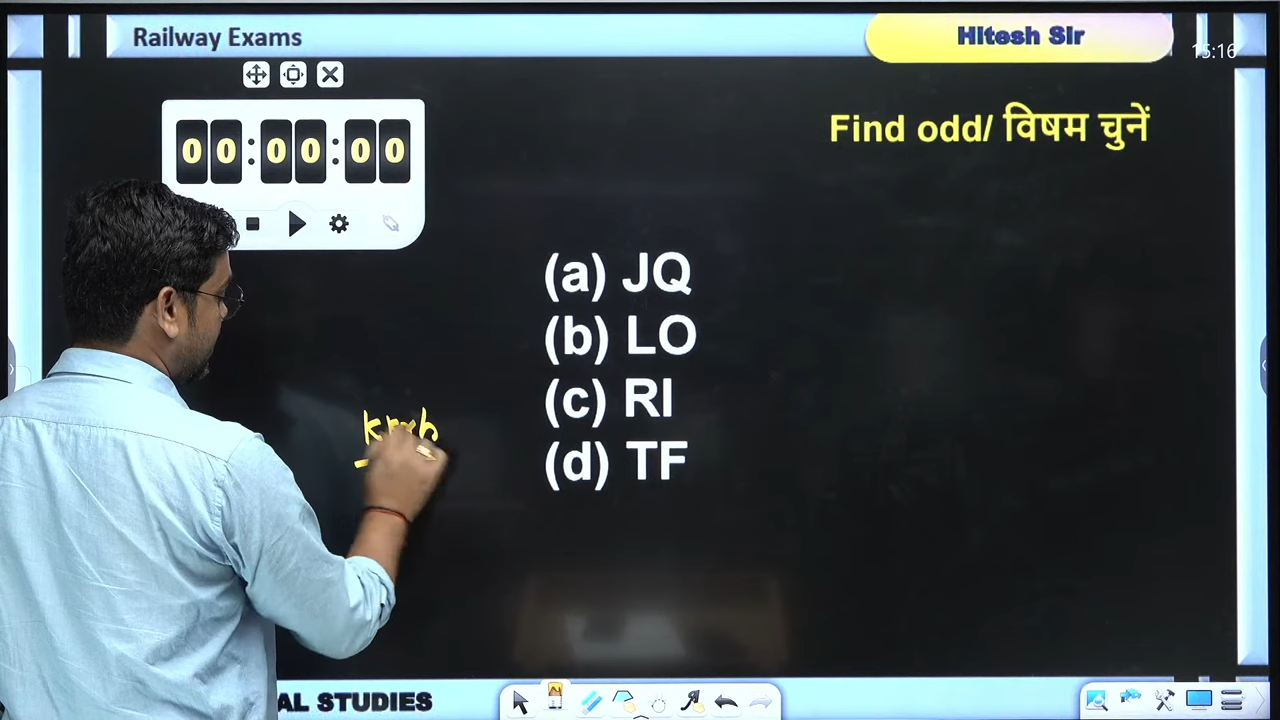 Railway Exams
Hitesh Sir
15:16
00:00:00
Find odd/ विषम चुनें
(a) JQ
(b) LO
(c) RI
(d) TF
AL STUDIES